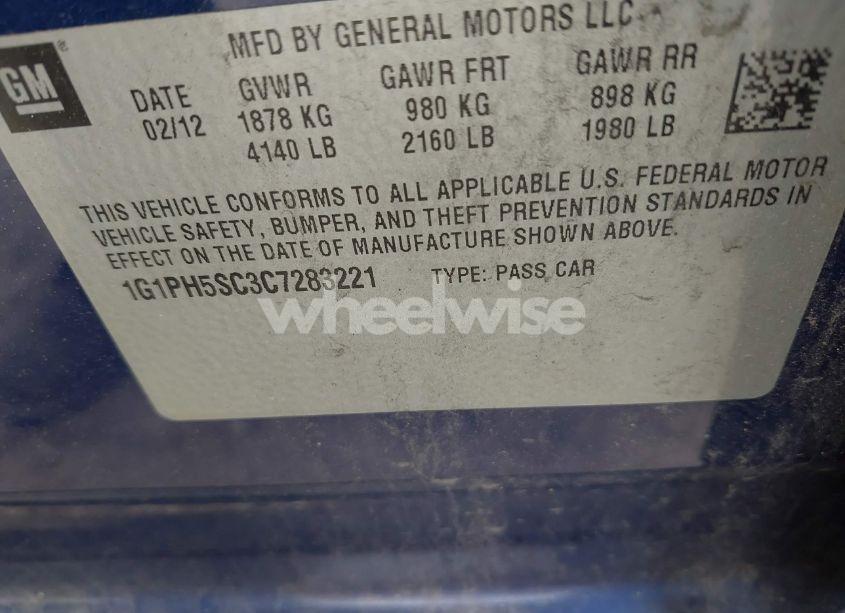 MFD BY GENERAL MOTORS LLC
GM®
DATE GVWR GAWR FRT GAWR RR
02/12 1878 KG 980 KG 898 KG
4140 LB 2160 LB 1980 LB
THIS VEHICLE CONFORMS TO ALL APPLICABLE U.S. FEDERAL MOTOR
VEHICLE SAFETY, BUMPER, AND THEFT PREVENTION STANDARDS IN
EFFECT ON THE DATE OF MANUFACTURE SHOWN ABOVE.
1G1PH5SC3C7283221 TYPE: PASS CAR
wheelwise